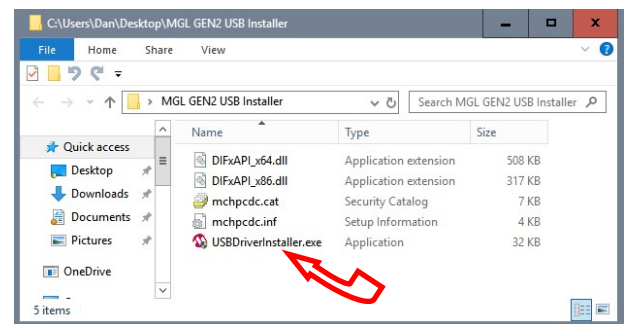 C:\Users\Dan\Desktop\MGL GEN2 USB Installer
File Home Share View
MGL GEN2 USB Installer Search MGL GEN2 USB Installer
Name Type Size
Quick access
Desktop
Downloads
Documents
Pictures
OneDrive
DIFxAPI_x64.dll Application extension 508 KB
DIFxAPI_x86.dll Application extension 317 KB
mchpcdc.cat Security Catalog 7 KB
mchpcdc.inf Setup Information 4 KB
USBDriverInstaller.exe Application 32 KB
5 items